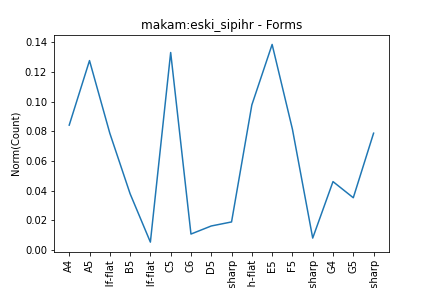 makam:eski_sipihr - Forms
Norm(Count)
0.14
0.12
0.10
0.08
0.06
0.04
0.02
0.00
A4
A5
lf-flat
B5
lf-flat
C5
C6
D5
sharp
h-flat
E5
F5
sharp
G4
G5
sharp